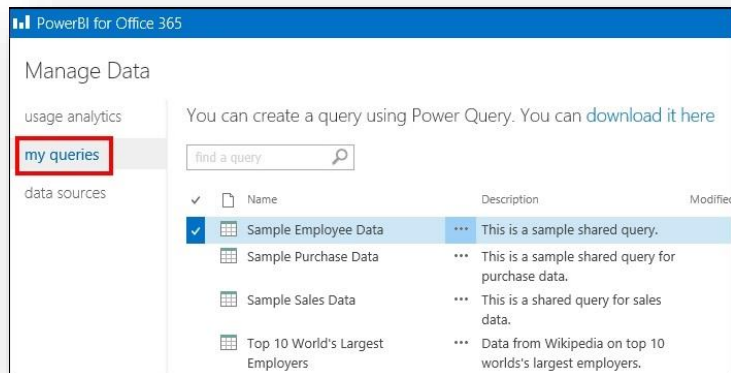 PowerBI for Office 365
Manage Data
usage analytics
my queries
data sources
You can create a query using Power Query. You can download it here
find a query
Name Description Modified
Sample Employee Data ••• This is a sample shared query.
Sample Purchase Data ••• This is a sample shared query for
purchase data.
Sample Sales Data ••• This is a shared query for sales
data.
Top 10 World's Largest ••• Data from Wikipedia on top 10
Employers worlds's largest employers.